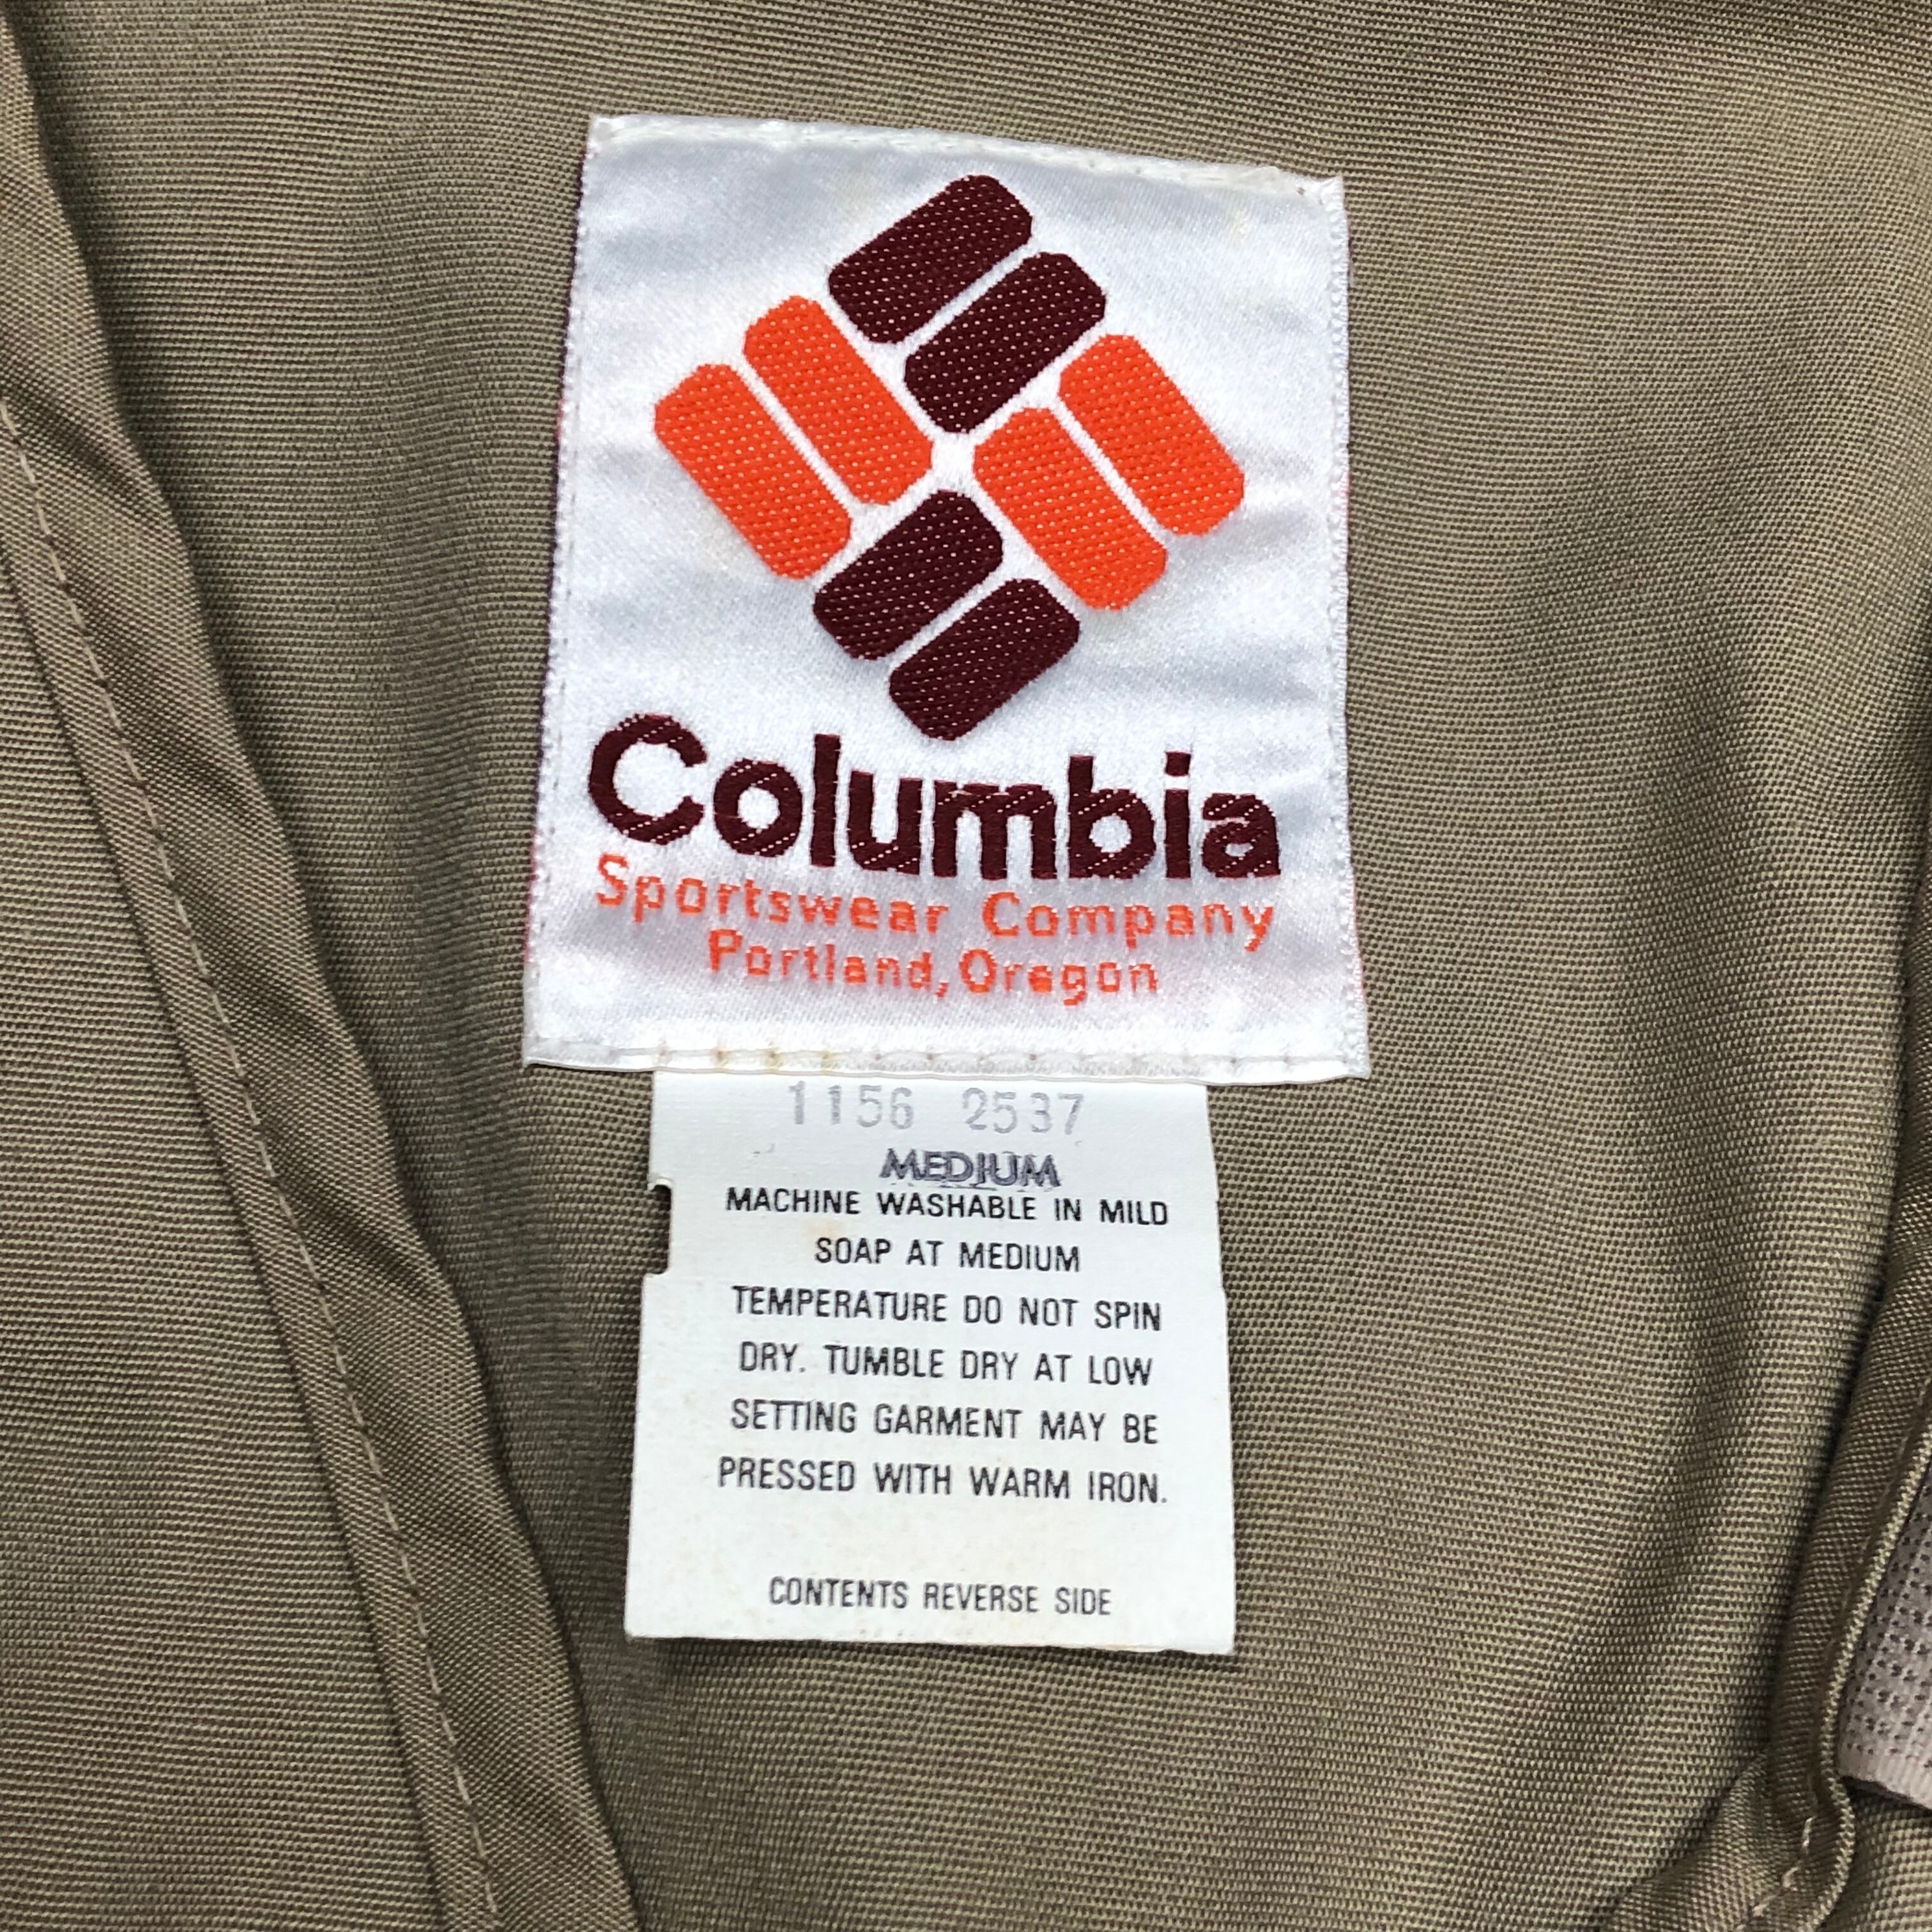 Columbia
Sportswear Company
Portland, Oregon
1156 2537
MEDIUM
MACHINE WASHABLE IN MILD
SOAP AT MEDIUM
TEMPERATURE DO NOT SPIN
DRY. TUMBLE DRY AT LOW
SETTING GARMENT MAY BE
PRESSED WITH WARM IRON.
CONTENTS REVERSE SIDE